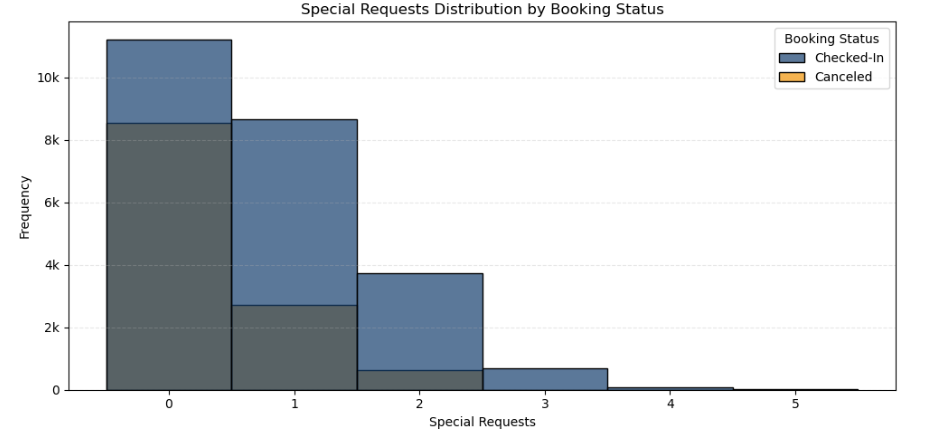 Special Requests Distribution by Booking Status
Booking Status
Checked-In
Canceled
10k
8k
6k
4k
2k
0
Frequency
0 1 2 3 4 5
Special Requests